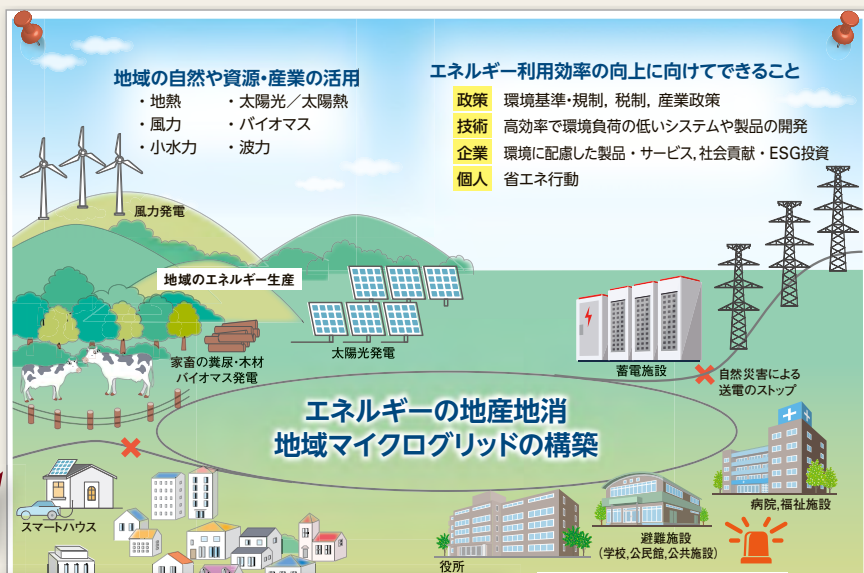 地域の自然や資源・産業の活用
・地熱　・太陽光／太陽熱
・風力　・バイオマス
・小水力　・波力
エネルギー利用効率の向上に向けてできること
政策　環境基準・規制，税制，産業政策
技術　高効率で環境負荷の低いシステムや製品の開発
企業　環境に配慮した製品・サービス，社会貢献・ESG投資
個人　省エネ行動
風力発電
地域のエネルギー生産
太陽光発電
家畜の糞尿・木材
バイオマス発電
蓄電施設
自然災害による
送電のストップ
エネルギーの地産地消
地域マイクログリッドの構築
スマートハウス
病院，福祉施設
避難施設
（学校，公民館，公共施設）
役所